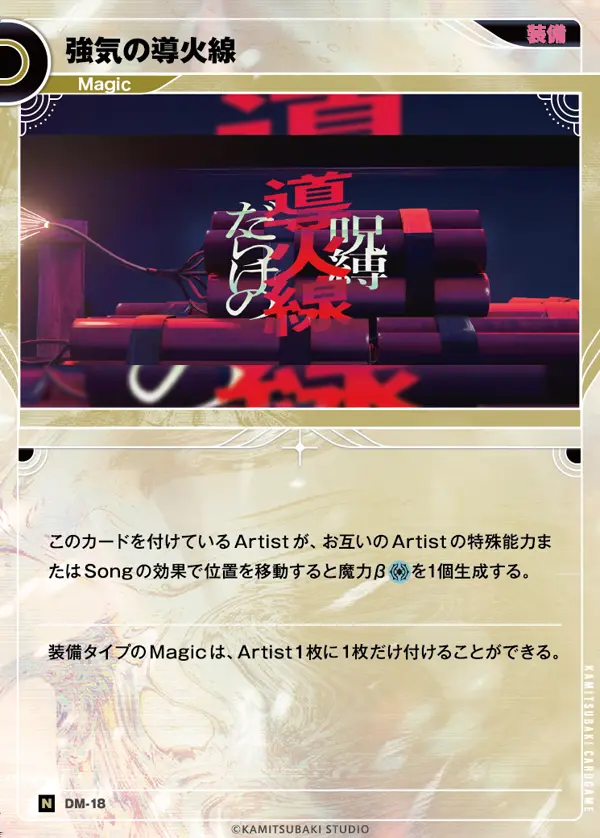 強気の導火線
装備
Magic
呪縛
だらけの
導火線
このカードを付けているArtistが、お互いのArtistの特殊能力ま
たはSongの効果で位置を移動すると魔力βを1個生成する。
装備タイプのMagicは、Artist1枚に1枚だけ付けることができる。
KAMITSUBAKI CARDGAME
N DM-18
©KAMITSUBAKI STUDIO